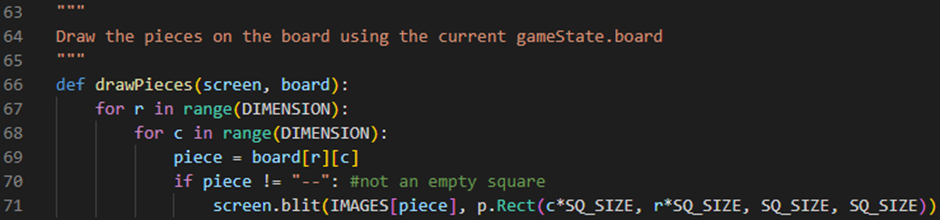 63 """
64 Draw the pieces on the board using the current gameState.board
65 """
66 def drawPieces(screen, board):
67 for r in range(DIMENSION):
68 for c in range(DIMENSION):
69 piece = board[r][c]
70 if piece != "--": #not an empty square
71 screen.blit(IMAGES[piece], p.Rect(c*SQ_SIZE, r*SQ_SIZE, SQ_SIZE, SQ_SIZE))